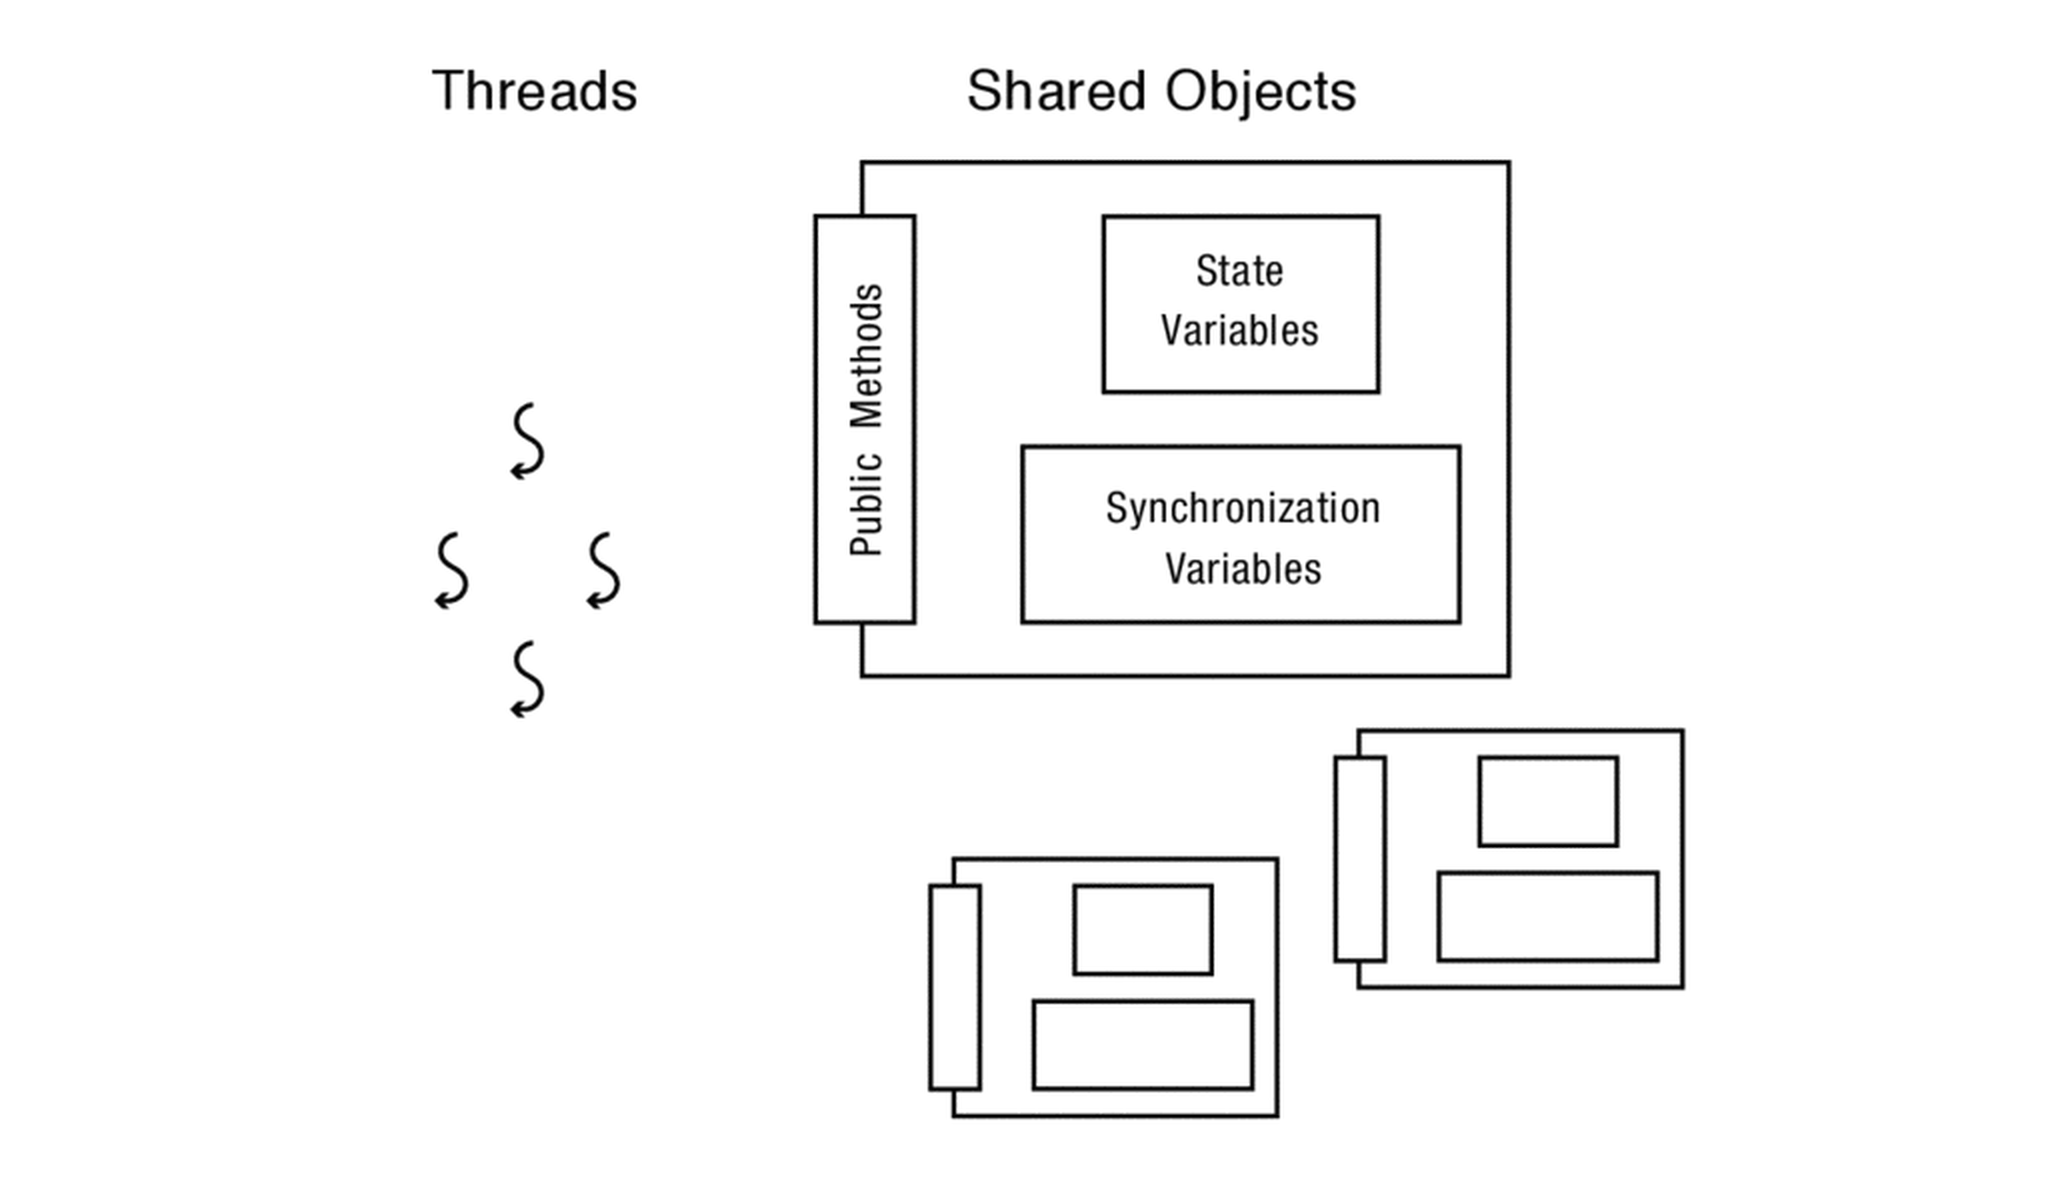 Threads
Shared Objects
Public Methods
State
Variables
Synchronization
Variables